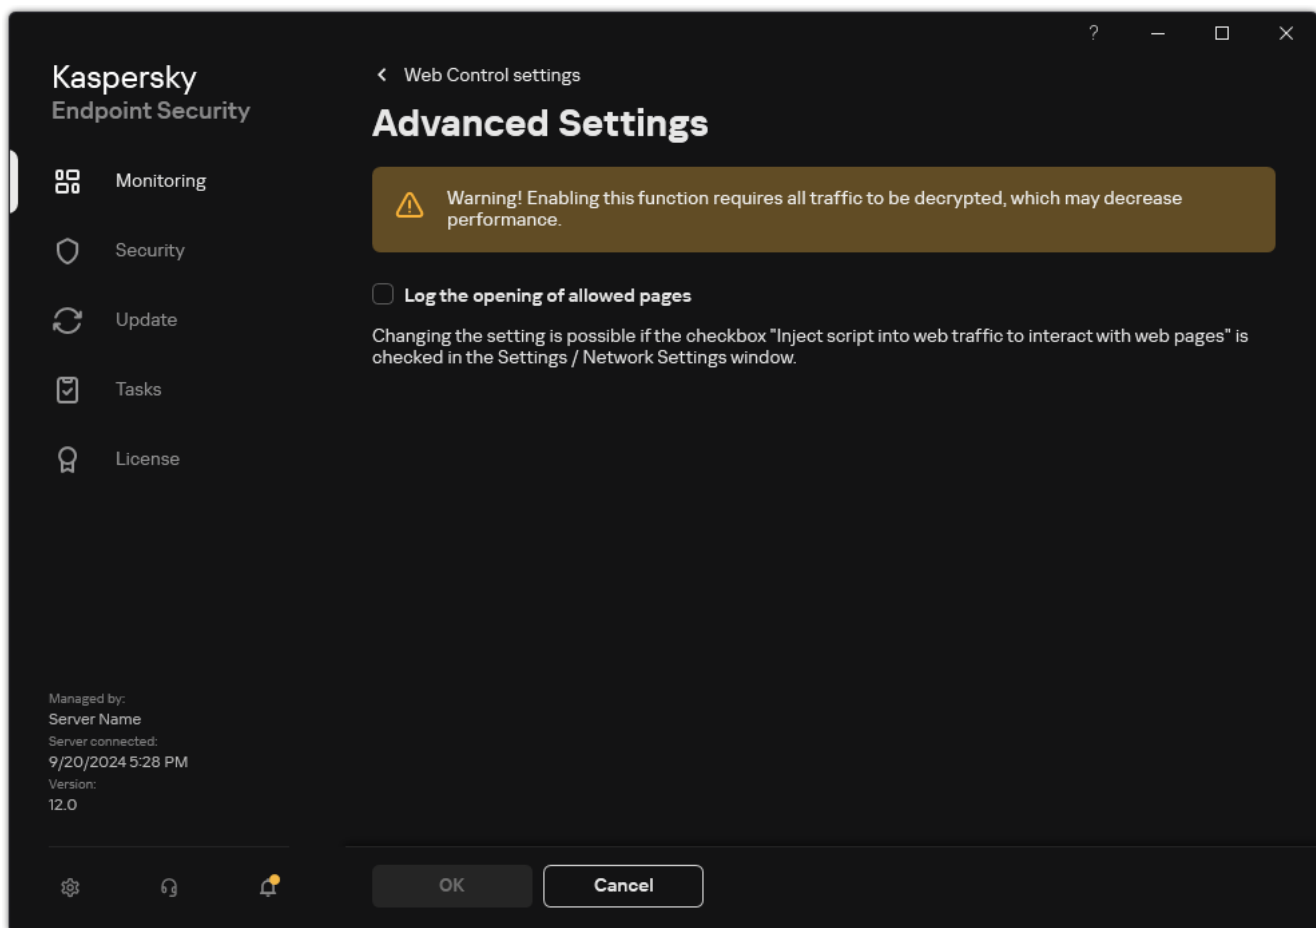 ?
Kaspersky
Endpoint Security
Monitoring
Security
Update
Tasks
License
Managed by:
Server Name
Server connected:
9/20/2024 5:28 PM
Version:
12.0
Web Control settings
Advanced Settings
Warning! Enabling this function requires all traffic to be decrypted, which may decrease
performance.
Log the opening of allowed pages
Changing the setting is possible if the checkbox "Inject script into web traffic to interact with web pages" is
checked in the Settings / Network Settings window.
OK
Cancel